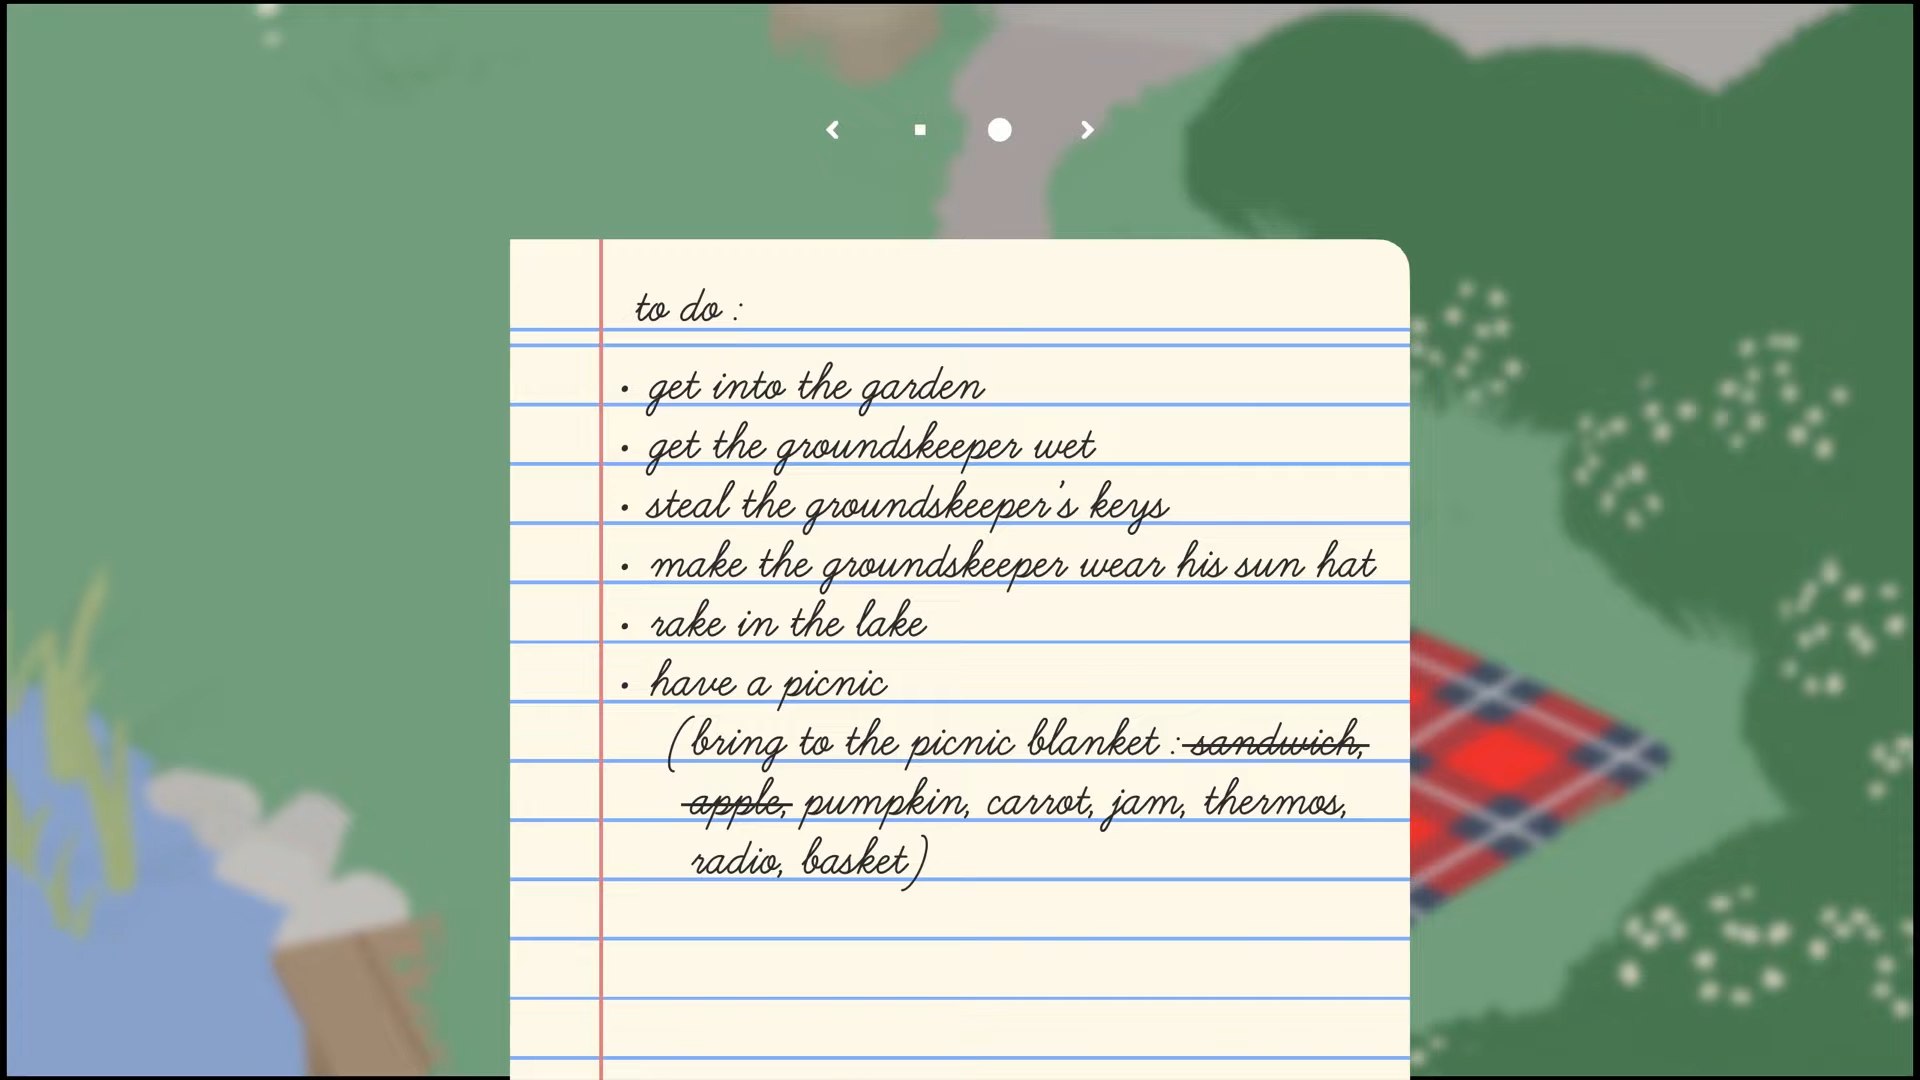 to do :
• get into the garden
• get the groundskeeper wet
• steal the groundskeeper's keys
• make the groundskeeper wear his sun hat
• rake in the lake
• have a picnic
(bring to the picnic blanket : sandwich,
apple, pumpkin, carrot, jam, thermos,
radio, basket)